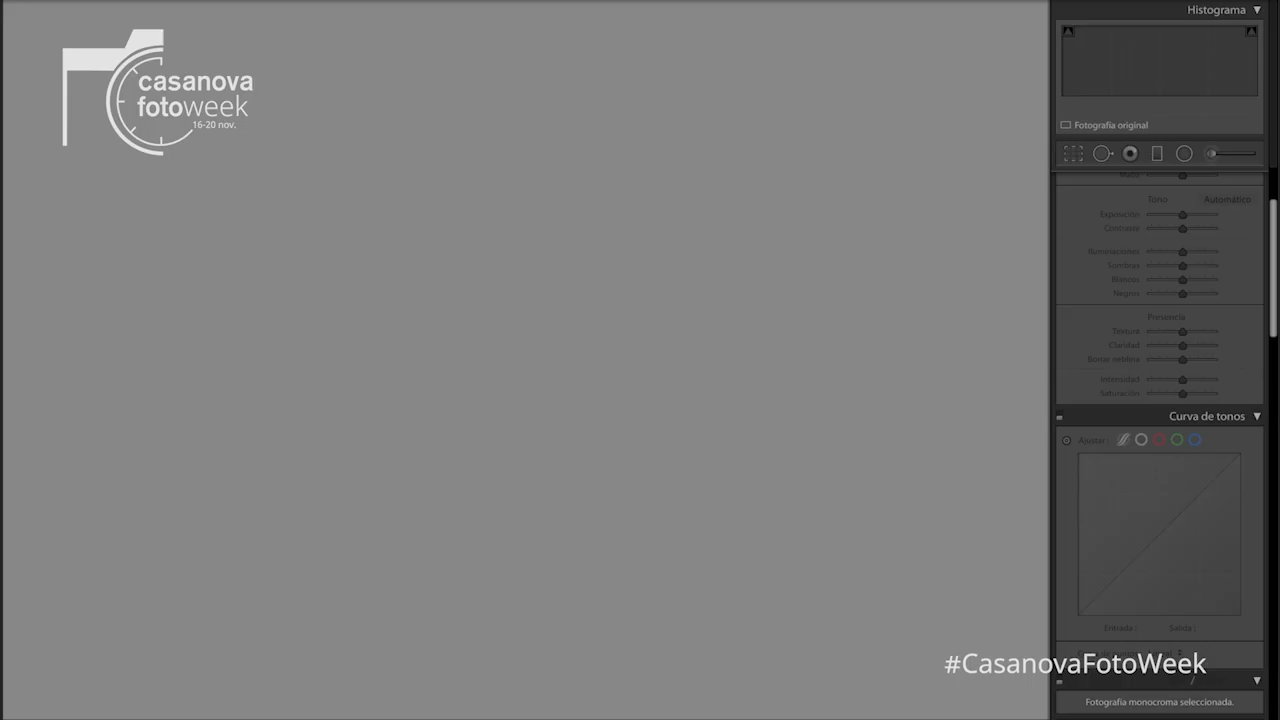 casanova
fotoweek
16-20 nov.
Histograma
Fotografía original
Tono
Automático
Exposición
Contraste
Iluminaciones
Sombras
Blancos
Negros
Presencia
Textura
Claridad
Borrar neblina
Intensidad
Saturación
Curva de tonos
Ajustar :
Entrada :
Salida :
#CasanovaFotoWeek
Fotografía monocroma seleccionada.